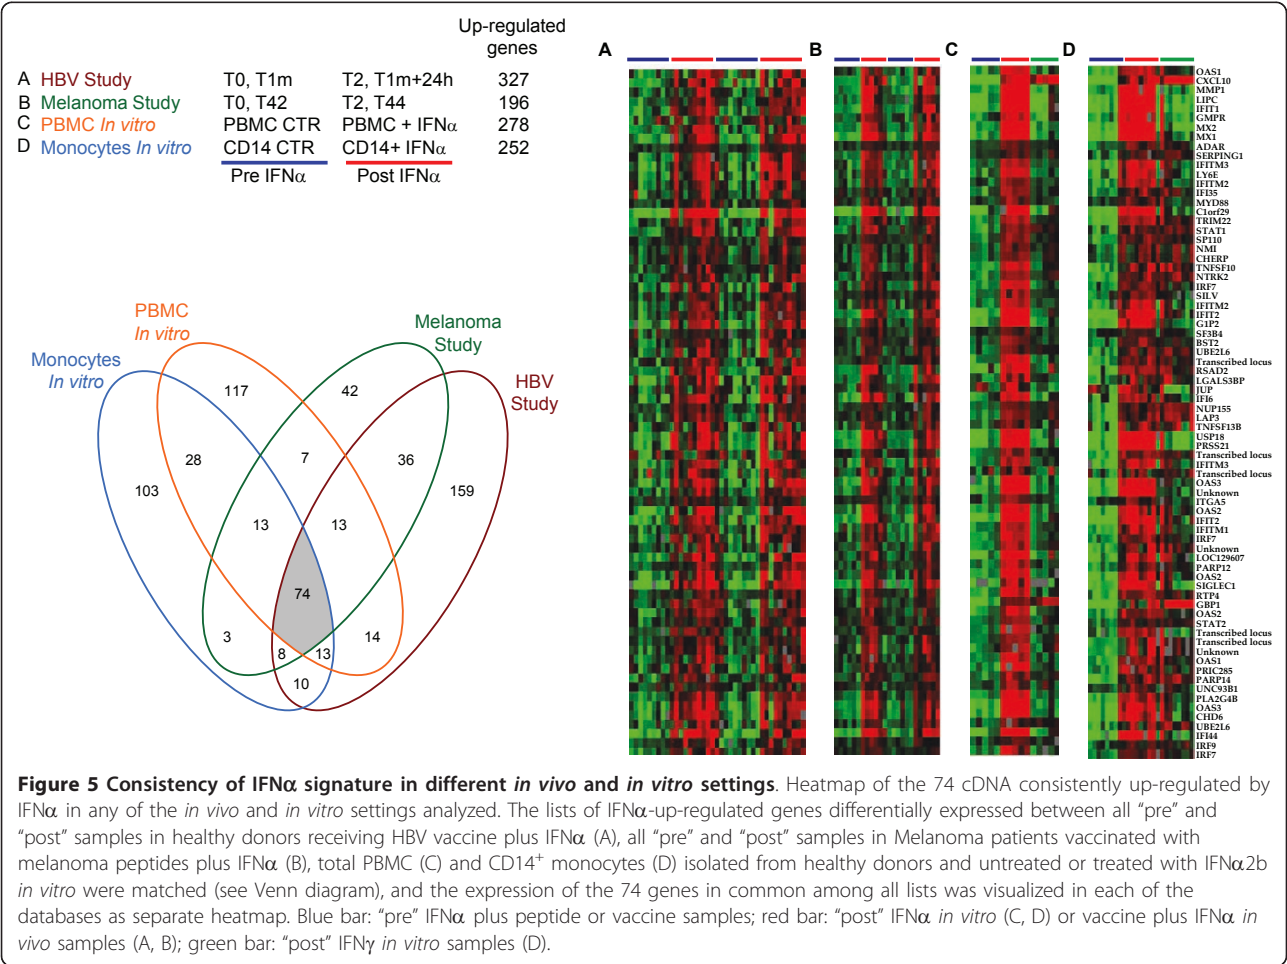 Up-regulated
genes
A HBV Study T0, T1m T2, T1m+24h 327
B Melanoma Study T0, T42 T2, T44 196
C PBMC In vitro PBMC CTR PBMC + IFNα 278
D Monocytes In vitro CD14 CTR CD14+ IFNα 252
Pre IFNα Post IFNα
PBMC
In vitro
Melanoma
Study
Monocytes
In vitro
HBV
Study
117
42
28
7
36
103
159
13
13
74
3
14
8
13
10
A
B
C
D
OAS1
CXCL10
MMP1
LIPC
IFIT1
GMPR
MX2
MX1
ADAR
SERPING1
IFITM3
LY6E
IFITM2
IFI35
MYD88
C1orf29
TRIM22
STAT1
SP110
NMI
CHERP
TNFSF10
NTRK2
IRF7
SILV
IFITM2
IFIT2
G1P2
SF3B4
BST2
UBE2L6
Transcribed locus
RSAD2
LGALS3BP
JUP
IFI6
NUP155
LAP3
TNFSF13B
USP18
PRSS21
Transcribed locus
IFITM3
Transcribed locus
OAS3
Unknown
ITGA5
OAS2
IFIT2
IFITM1
IRF7
Unknown
LOC129607
PARP12
OAS2
SIGLEC1
RTP4
GBP1
OAS2
STAT2
Transcribed locus
Transcribed locus
Unknown
OAS1
PRIC285
PARP14
UNC93B1
PLA2G4B
OAS3
CHD6
UBE2L6
IFI44
IRF9
IRF7
Figure 5 Consistency of IFNα signature in different in vivo and in vitro settings. Heatmap of the 74 cDNA consistently up-regulated by
IFNα in any of the in vivo and in vitro settings analyzed. The lists of IFNα-up-regulated genes differentially expressed between all “pre” and
“post” samples in healthy donors receiving HBV vaccine plus IFNα (A), all “pre” and “post” samples in Melanoma patients vaccinated with
melanoma peptides plus IFNα (B), total PBMC (C) and CD14+ monocytes (D) isolated from healthy donors and untreated or treated with IFNα2b
in vitro were matched (see Venn diagram), and the expression of the 74 genes in common among all lists was visualized in each of the
databases as separate heatmap. Blue bar: “pre” IFNα plus peptide or vaccine samples; red bar: “post” IFNα in vitro (C, D) or vaccine plus IFNα in
vivo samples (A, B); green bar: “post” IFNγ in vitro samples (D).